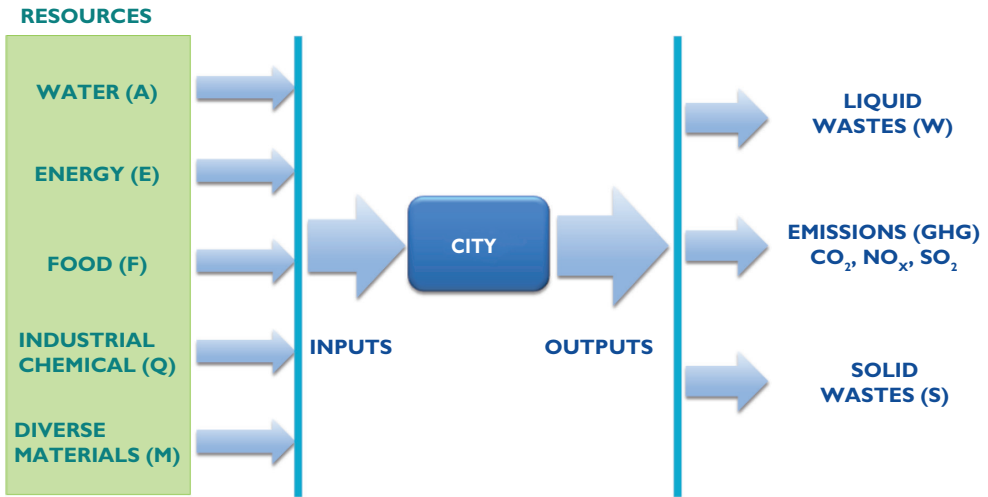 RESOURCES
WATER (A)
ENERGY (E)
FOOD (F)
INDUSTRIAL
CHEMICAL (Q)
DIVERSE
MATERIALS (M)
INPUTS
CITY
OUTPUTS
LIQUID
WASTES (W)
EMISSIONS (GHG)
CO₂, NOₓ, SO₂
SOLID
WASTES (S)